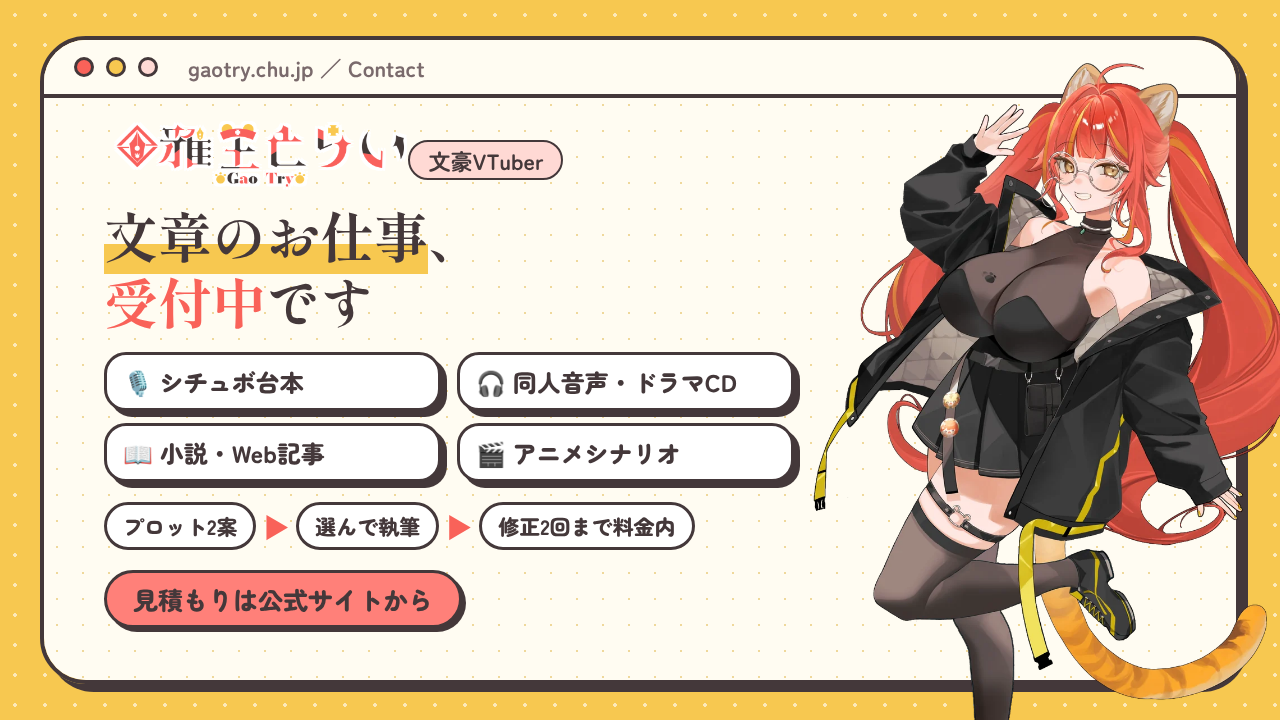 gaotry.chu.jp ／ Contact
雅王亡らい
Gao Try
文豪VTuber
文章のお仕事、
受付中です
シチュボ台本
同人音声・ドラマCD
小説・Web記事
アニメシナリオ
プロット2案
選んで執筆
修正2回まで料金内
見積もりは公式サイトから